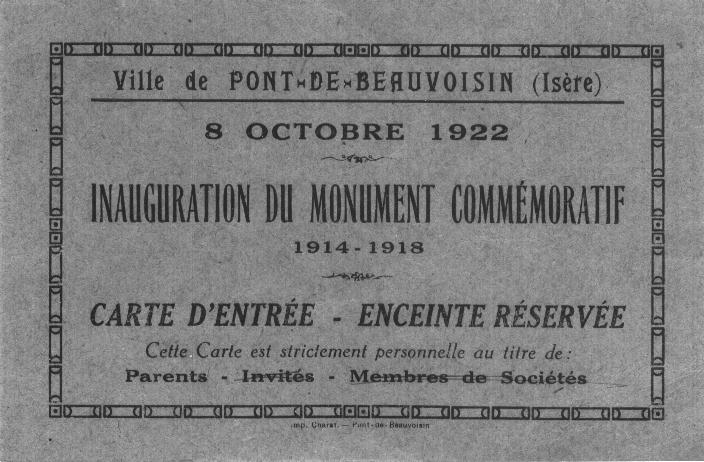 Ville de PONT-DE-BEAUVOISIN (Isère)
8 OCTOBRE 1922
INAUGURATION DU MONUMENT COMMÉMORATIF
1914-1918
CARTE D'ENTRÉE - ENCEINTE RÉSERVÉE
Cette Carte est strictement personnelle au titre de :
Parents - Invités - Membres de Sociétés
Imp. Charat. — Pont-de-Beauvoisin